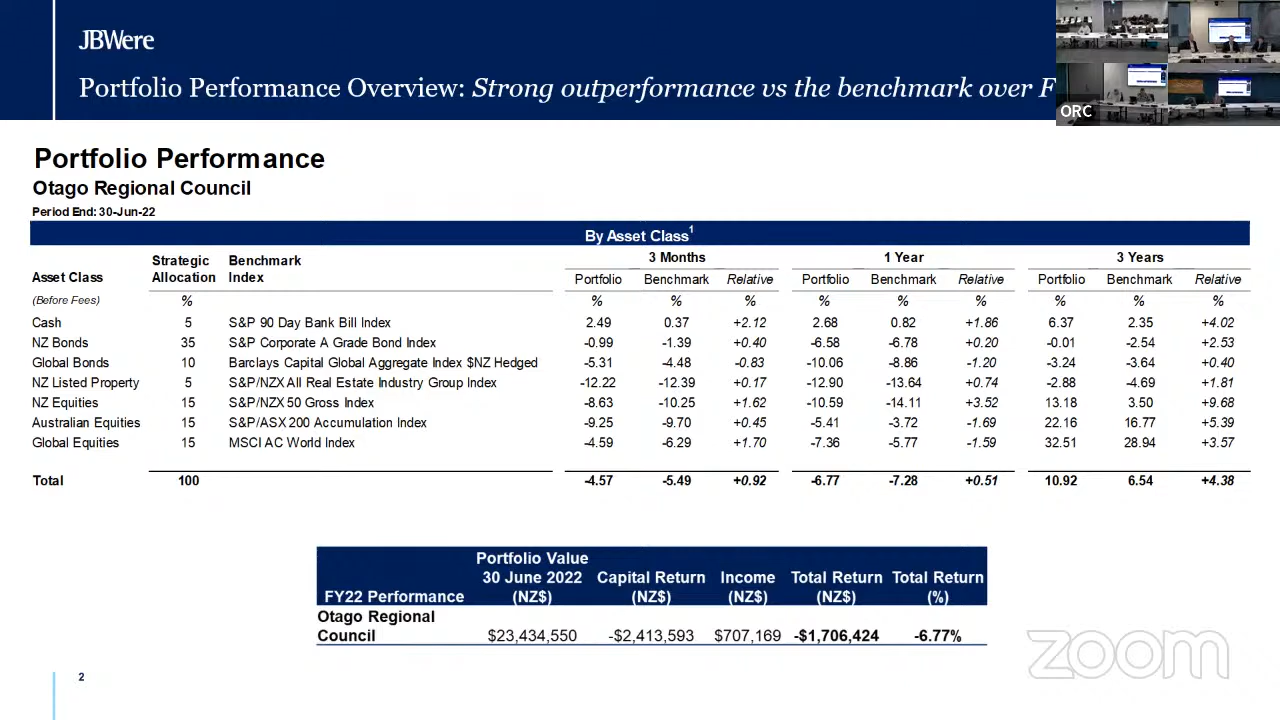 JBWere
Portfolio Performance Overview: Strong outperformance vs the benchmark over F
ORC
Portfolio Performance
Otago Regional Council
Period End: 30-Jun-22
By Asset Class1
3 Months 1 Year 3 Years
Asset Class Strategic Allocation Benchmark Index Portfolio Benchmark Relative Portfolio Benchmark Relative Portfolio Benchmark Relative
(Before Fees) % % % % % % % % % %
Cash 5 S&P 90 Day Bank Bill Index 2.49 0.37 +2.12 2.68 0.82 +1.86 6.37 2.35 +4.02
NZ Bonds 35 S&P Corporate A Grade Bond Index -0.99 -1.39 +0.40 -6.58 -6.78 +0.20 -0.01 -2.54 +2.53
Global Bonds 10 Barclays Capital Global Aggregate Index $NZ Hedged -5.31 -4.48 -0.83 -10.06 -8.86 -1.20 -3.24 -3.64 +0.40
NZ Listed Property 5 S&P/NZX All Real Estate Industry Group Index -12.22 -12.39 +0.17 -12.90 -13.64 +0.74 -2.88 -4.69 +1.81
NZ Equities 15 S&P/NZX 50 Gross Index -8.63 -10.25 +1.62 -10.59 -14.11 +3.52 13.18 3.50 +9.68
Australian Equities 15 S&P/ASX 200 Accumulation Index -9.25 -9.70 +0.45 -5.41 -3.72 -1.69 22.16 16.77 +5.39
Global Equities 15 MSCI AC World Index -4.59 -6.29 +1.70 -7.36 -5.77 -1.59 32.51 28.94 +3.57
Total 100 -4.57 -5.49 +0.92 -6.77 -7.28 +0.51 10.92 6.54 +4.38
Portfolio Value
30 June 2022 Capital Return Income Total Return Total Return
FY22 Performance (NZ$) (NZ$) (NZ$) (NZ$) (%)
Otago Regional
Council $23,434,550 -$2,413,593 $707,169 -$1,706,424 -6.77%
zoom
2